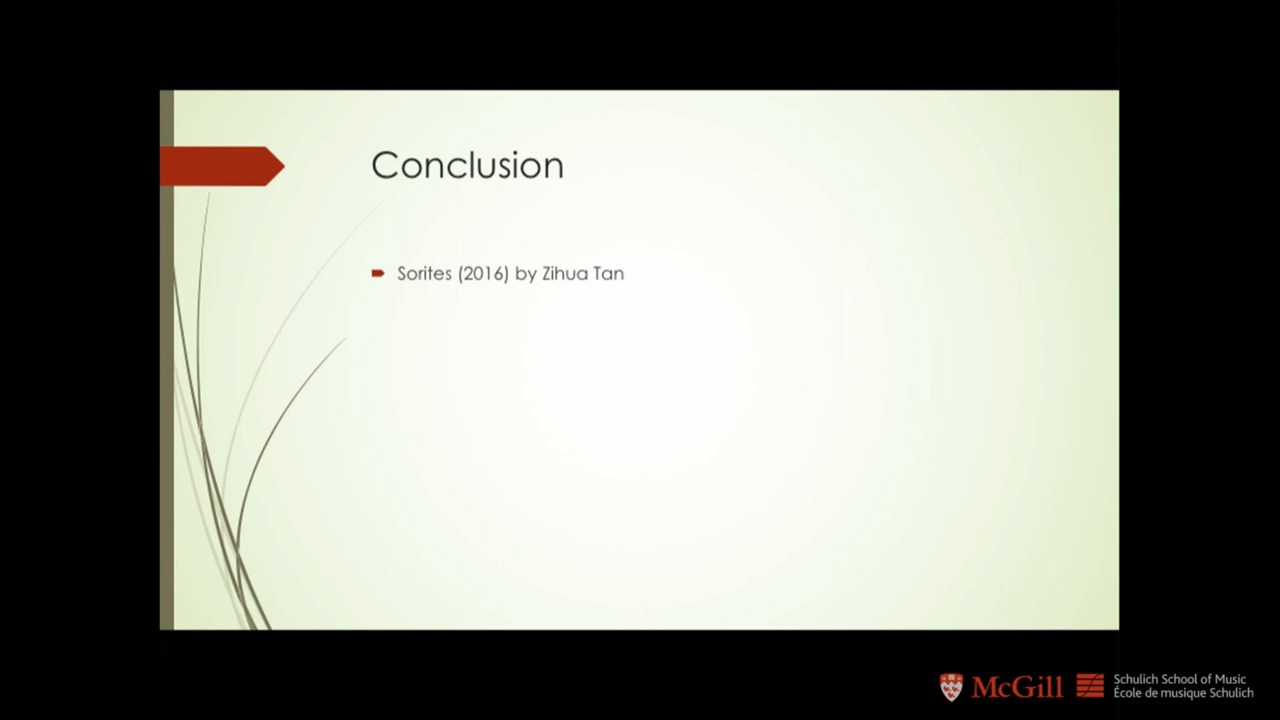 Conclusion
Sorites (2016) by Zihua Tan
McGill
Schulich School of Music
École de musique Schulich